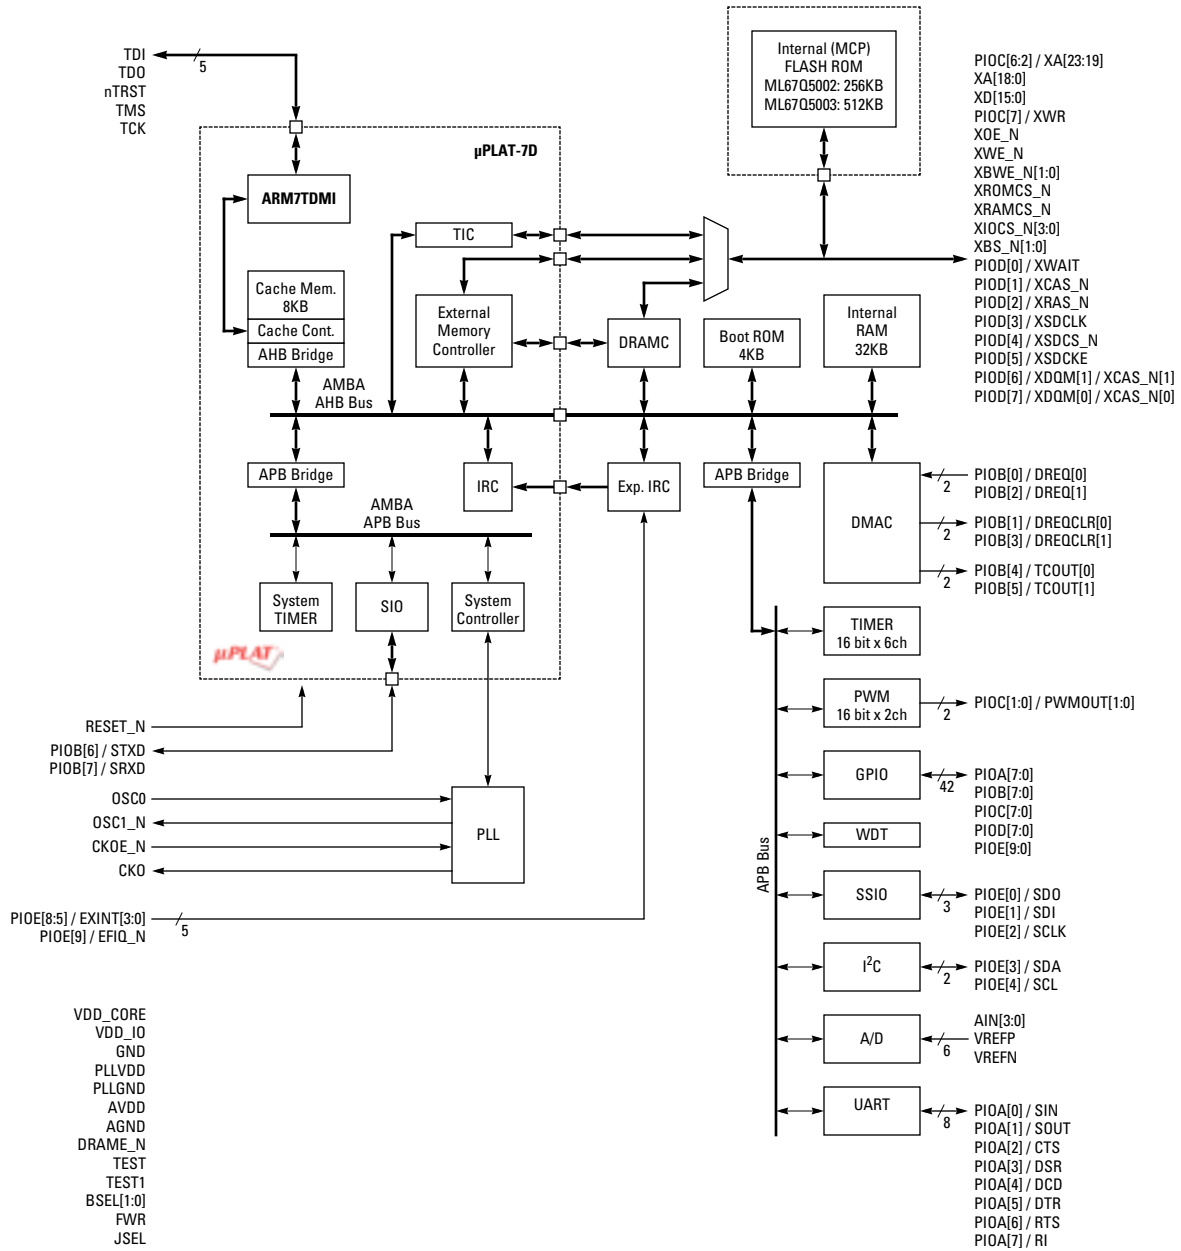 TDI
TDO
nTRST
TMS
TCK
5
µPLAT-7D
ARM7TDMI
Cache Mem.
8KB
Cache Cont.
AHB Bridge
TIC
External
Memory
Controller
AMBA
AHB Bus
APB Bridge
IRC
AMBA
APB Bus
System
TIMER
SIO
System
Controller
µPLAT
Internal (MCP)
FLASH ROM
ML67Q5002: 256KB
ML67Q5003: 512KB
DRAMC
Boot ROM
4KB
Internal
RAM
32KB
Exp. IRC
APB Bridge
DMAC
PIOC[6:2] / XA[23:19]
XA[18:0]
XD[15:0]
PIOC[7] / XWR
XOE_N
XWE_N
XBWE_N[1:0]
XROMCS_N
XRAMCS_N
XIOCS_N[3:0]
XBS_N[1:0]
PIOD[0] / XWAIT
PIOD[1] / XCAS_N
PIOD[2] / XRAS_N
PIOD[3] / XSDCLK
PIOD[4] / XSDCS_N
PIOD[5] / XSDCKE
PIOD[6] / XDQM[1] / XCAS_N[1]
PIOD[7] / XDQM[0] / XCAS_N[0]
2
PIOB[0] / DREQ[0]
PIOB[2] / DREQ[1]
2
PIOB[1] / DREQCLR[0]
PIOB[3] / DREQCLR[1]
2
PIOB[4] / TCOUT[0]
PIOB[5] / TCOUT[1]
RESET_N
PIOB[6] / STXD
PIOB[7] / SRXD
OSC0
OSC1_N
CKOE_N
CKO
PLL
PIOE[8:5] / EXINT[3:0]
PIOE[9] / EFIQ_N
5
APB Bus
TIMER
16 bit x 6ch
PWM
16 bit x 2ch
2
PIOC[1:0] / PWMOUT[1:0]
GPIO
42
PIOA[7:0]
PIOB[7:0]
PIOC[7:0]
PIOD[7:0]
PIOE[9:0]
WDT
SSIO
3
PIOE[0] / SDO
PIOE[1] / SDI
PIOE[2] / SCLK
I²C
2
PIOE[3] / SDA
PIOE[4] / SCL
A/D
6
AIN[3:0]
VREFP
VREFN
UART
8
PIOA[0] / SIN
PIOA[1] / SOUT
PIOA[2] / CTS
PIOA[3] / DSR
PIOA[4] / DCD
PIOA[5] / DTR
PIOA[6] / RTS
PIOA[7] / RI
VDD_CORE
VDD_IO
GND
PLLVDD
PLLGND
AVDD
AGND
DRAME_N
TEST
TEST1
BSEL[1:0]
FWR
JSEL